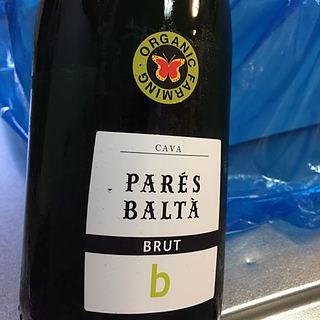 ORGANIC FARMING
CAVA
PARÉS
BALTÀ
BRUT
b